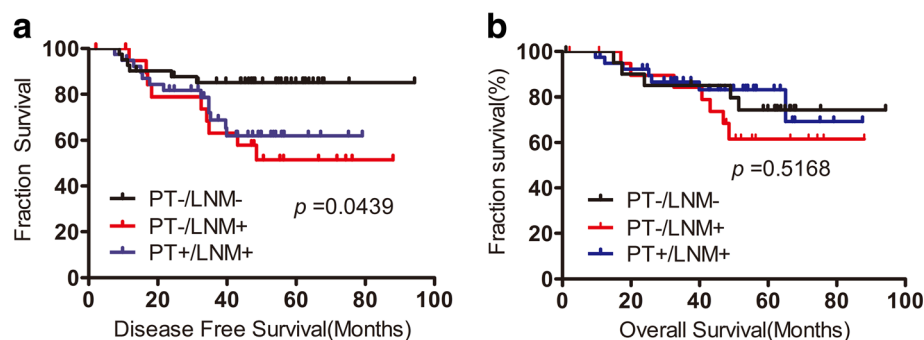 a
Fraction Survival
100
80
60
40
20
0
p =0.0439
PT-/LNM-
PT-/LNM+
PT+/LNM+
0 20 40 60 80 100
Disease Free Survival(Months)
b
Fraction survival(%)
100
80
60
40
20
0
p =0.5168
PT-/LNM-
PT-/LNM+
PT+/LNM+
0 20 40 60 80 100
Overall Survival(Months)